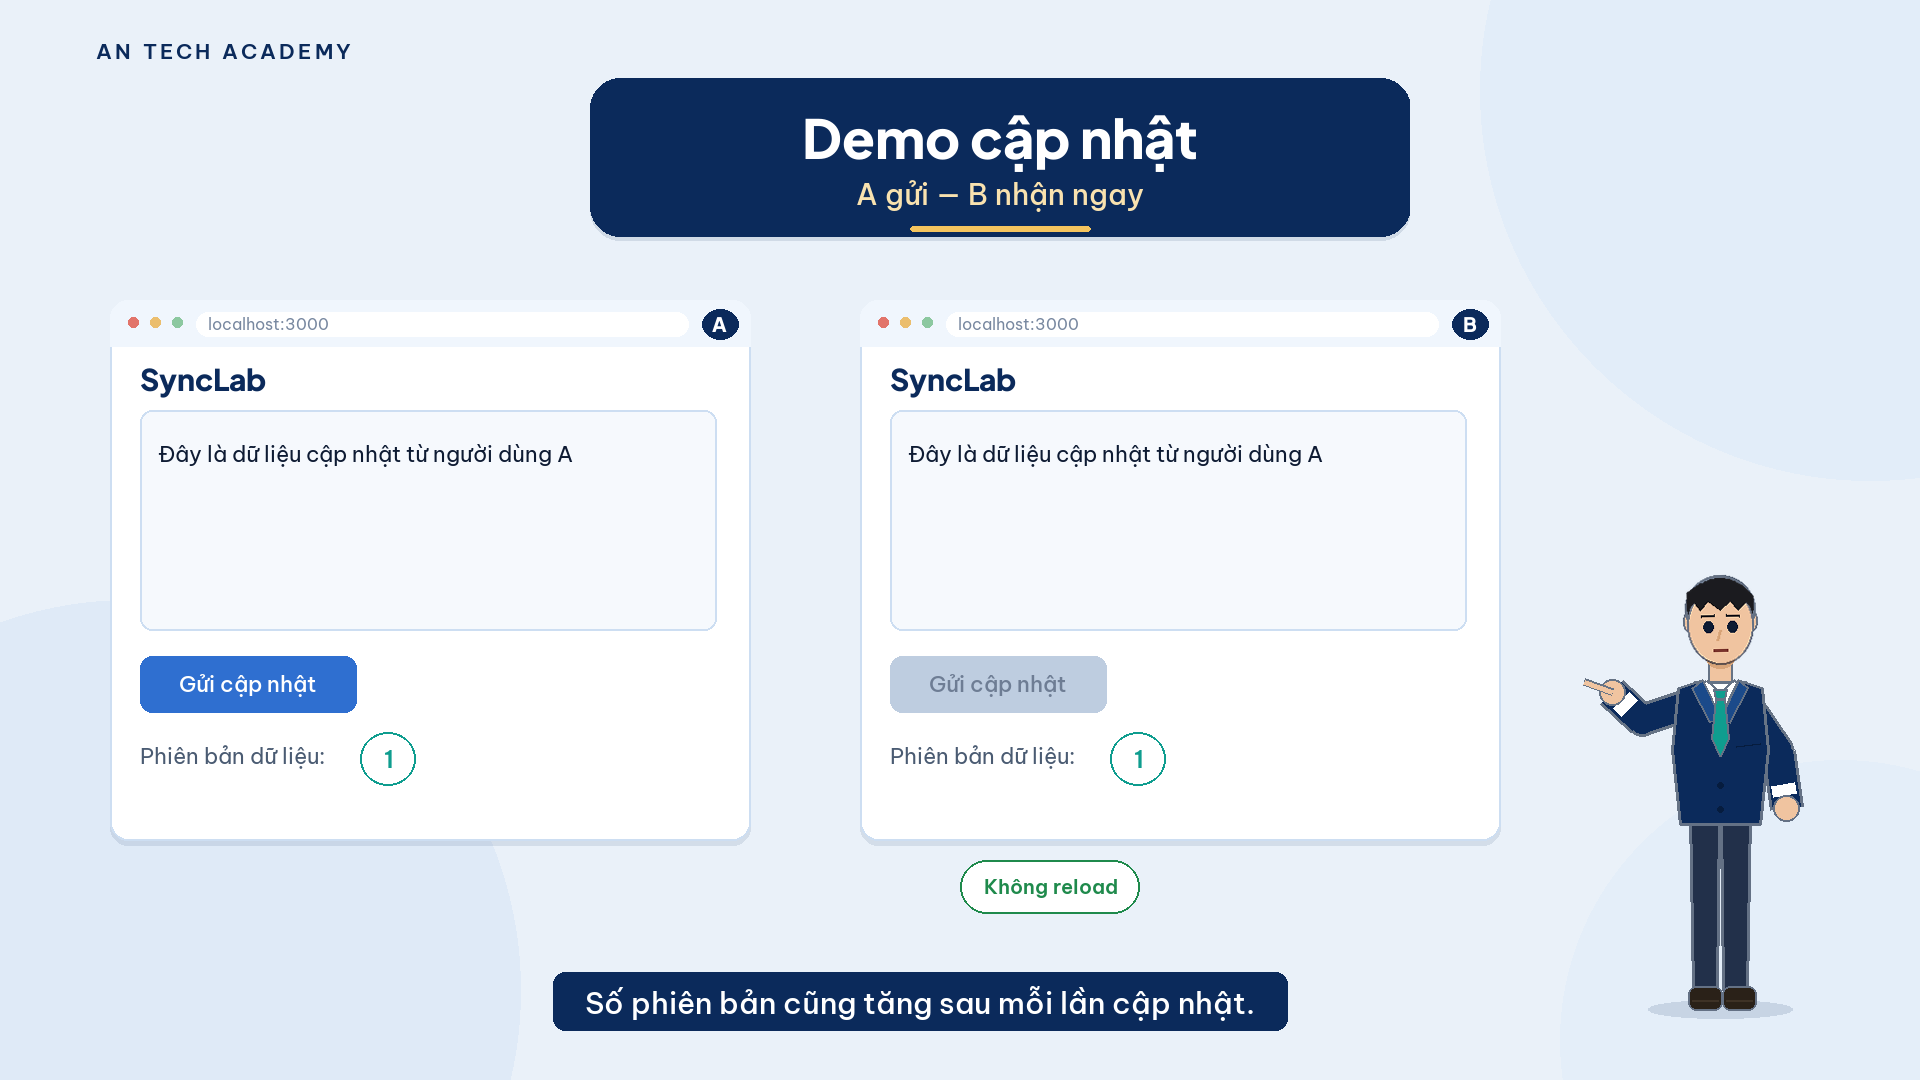 AN TECH ACADEMY
Demo cập nhật
A gửi — B nhận ngay
localhost:3000
A
SyncLab
Đây là dữ liệu cập nhật từ người dùng A
Gửi cập nhật
Phiên bản dữ liệu:
1
localhost:3000
B
SyncLab
Đây là dữ liệu cập nhật từ người dùng A
Gửi cập nhật
Phiên bản dữ liệu:
1
Không reload
Số phiên bản cũng tăng sau mỗi lần cập nhật.